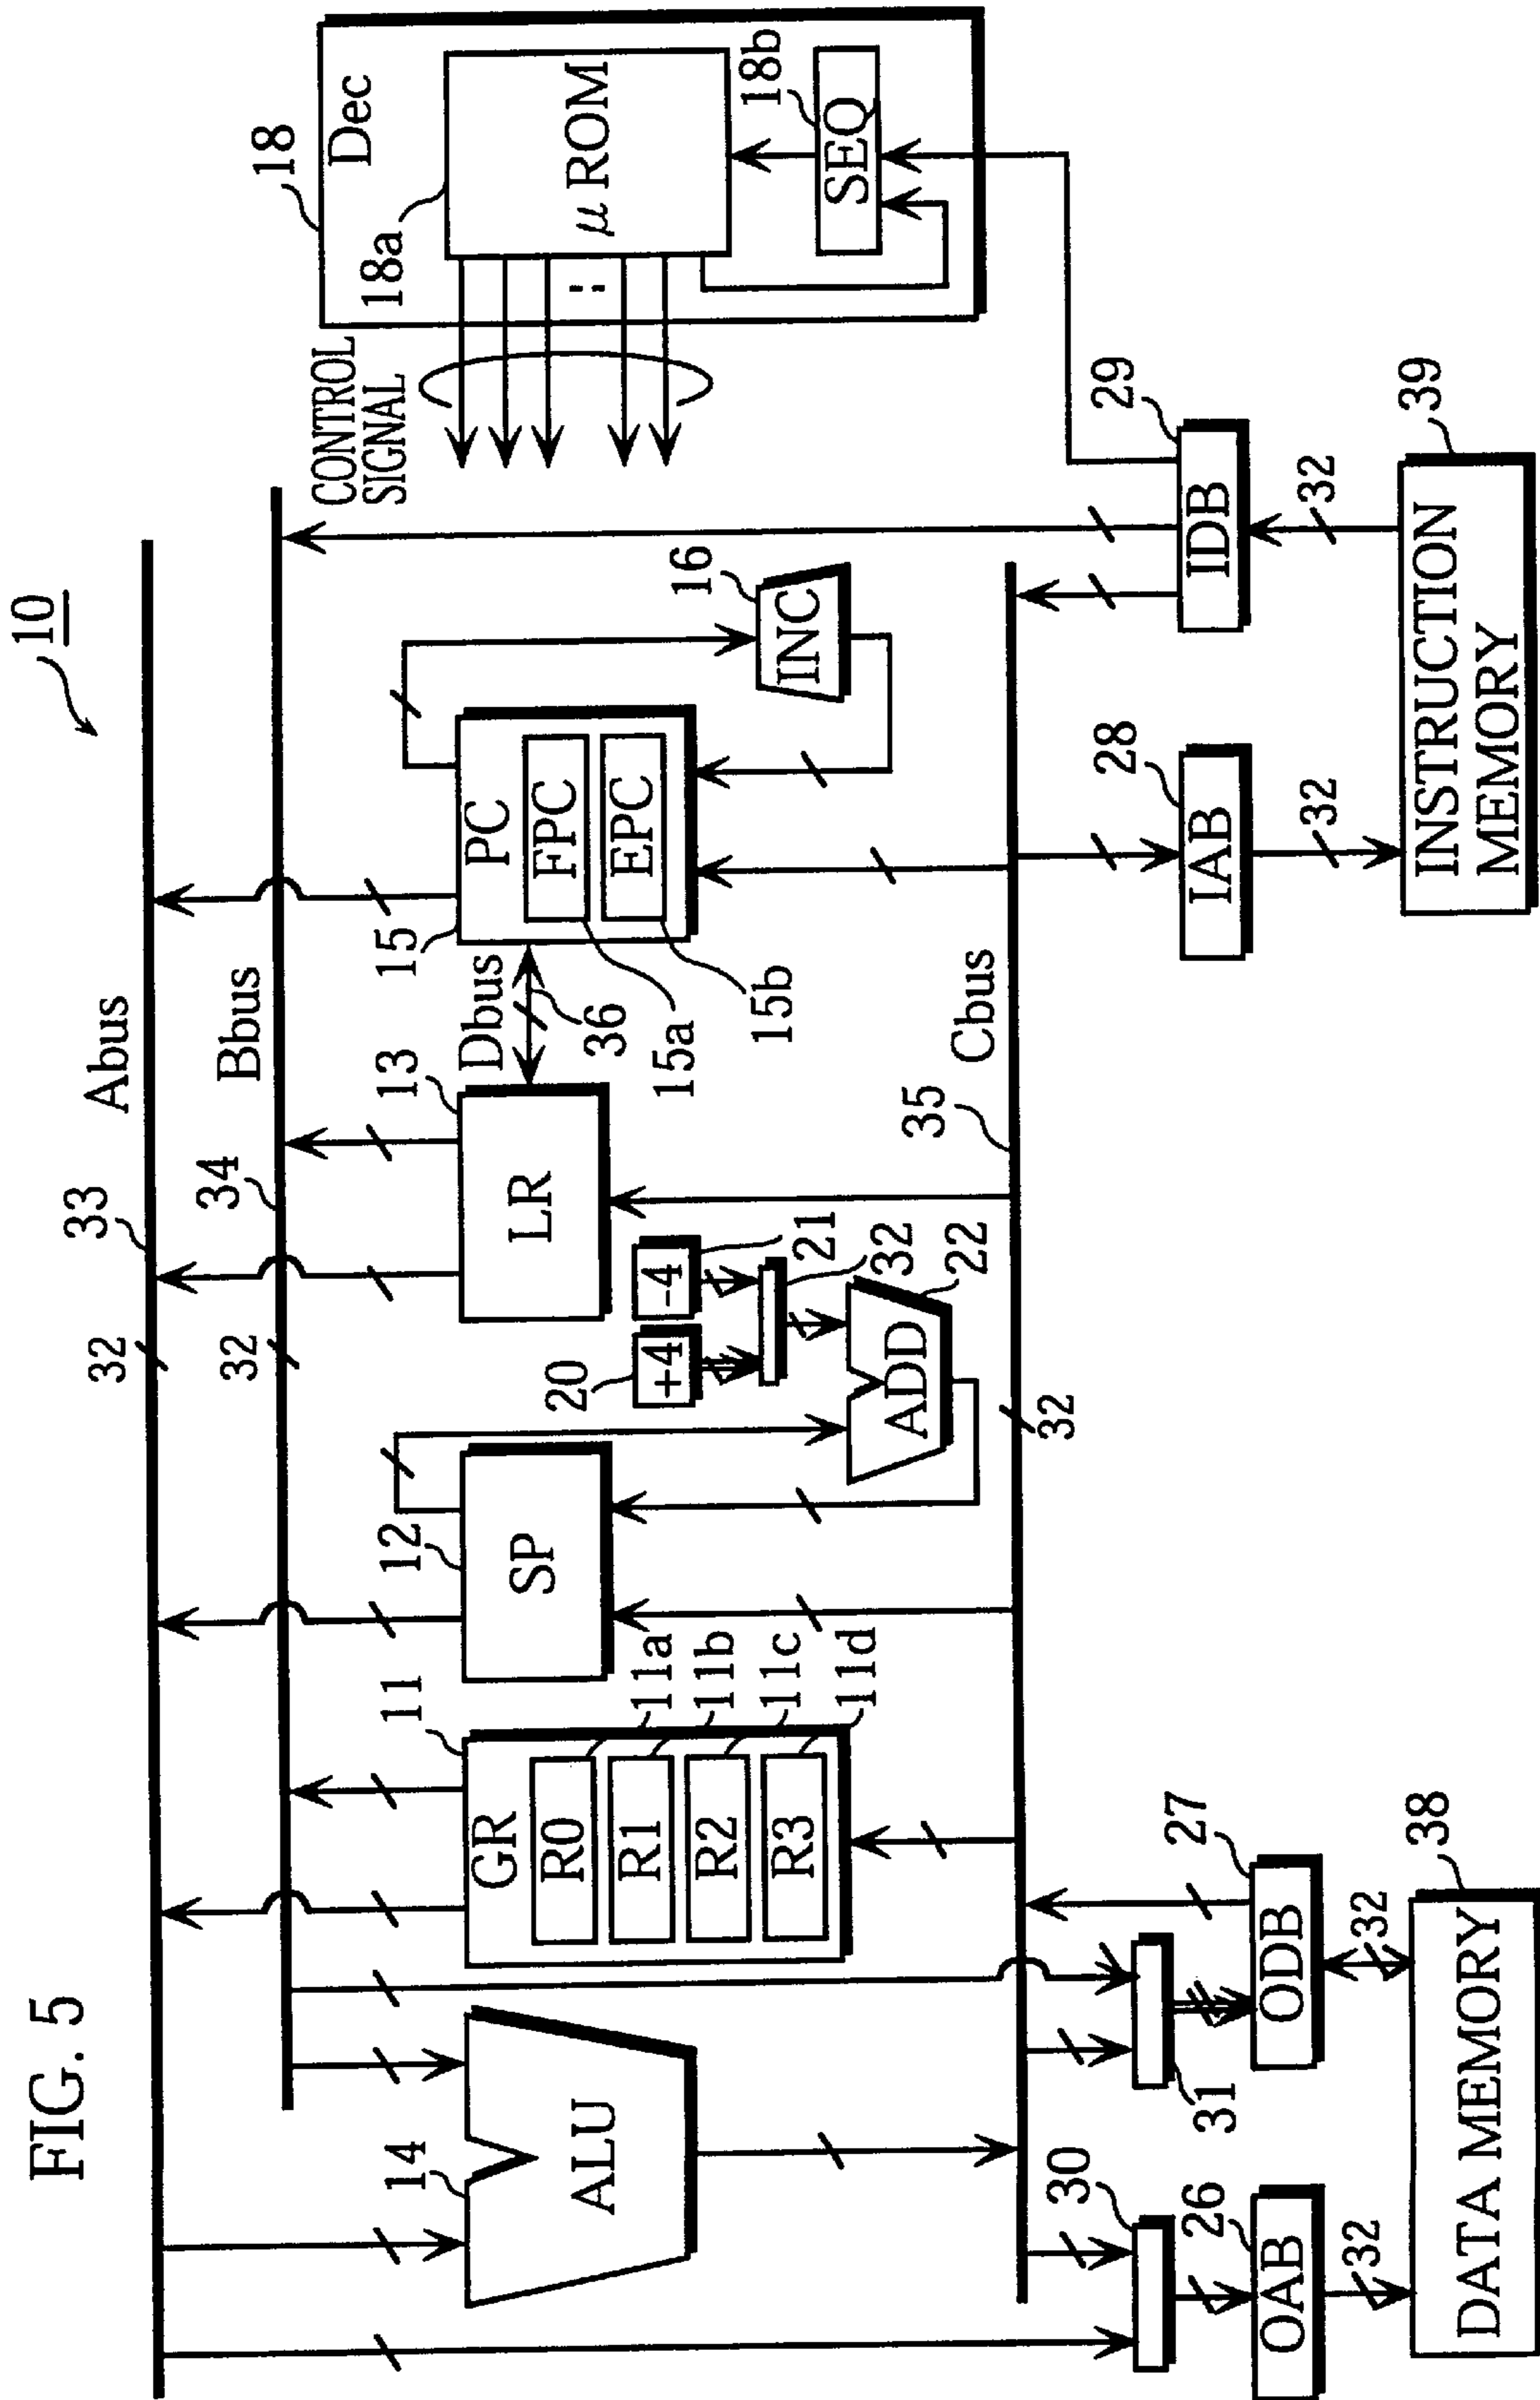 FIG. 5
10
33
Abus
32
34
Bbus
32
14
ALU
11
GR
R0
R1
R2
R3
11a
11b
11c
11d
12
SP
20
+4
-4
21
32
ADD
22
13
LR
Dbus
36
15
PC
FPC
EPC
15a
15b
16
INC
CONTROL
SIGNAL
18
Dec
18a
μROM
18b
SEQ
35
Cbus
32
30
26
OAB
32
31
27
ODB
32
38
DATA MEMORY
28
IAB
32
29
IDB
32
39
INSTRUCTION
MEMORY